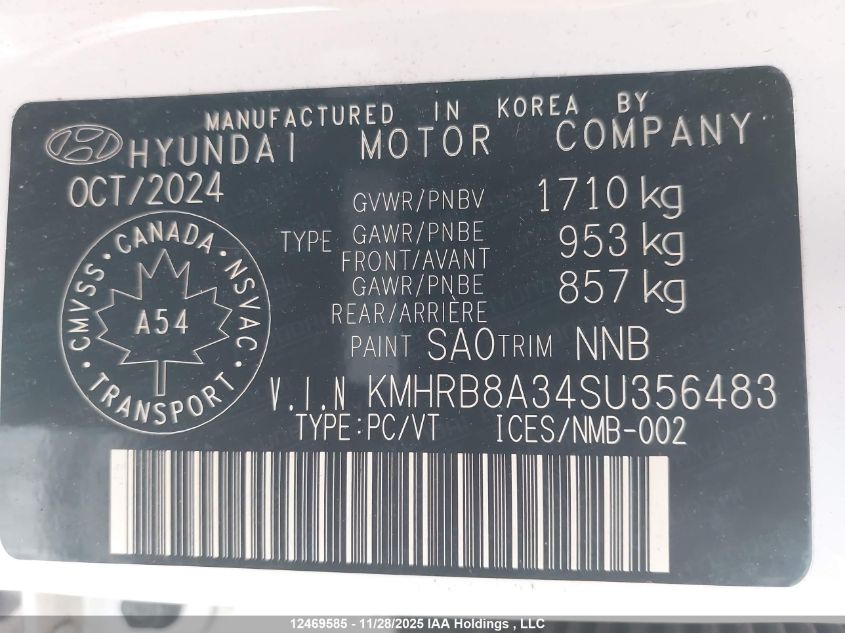 MANUFACTURED IN KOREA BY
HYUNDAI MOTOR COMPANY
OCT/2024
GVWR/PNBV 1710 kg
TYPE GAWR/PNBE FRONT/AVANT 953 kg
GAWR/PNBE REAR/ARRIÈRE 857 kg
CANADA
CMVSS NSVAC
A54
TRANSPORT
PAINT SAO TRIM NNB
V.I.N KMHRB8A34SU356483
TYPE:PC/VT ICES/NMB-002
12469585 - 11/28/2025 IAA Holdings , LLC